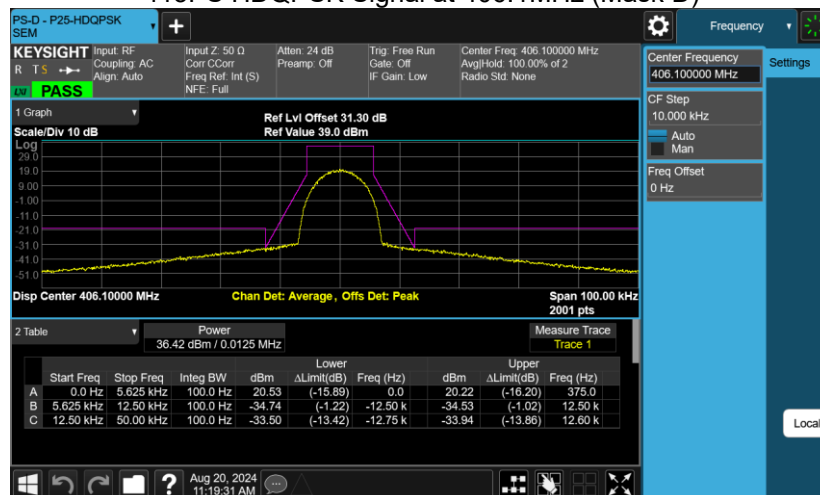 PS-D - P25-HDQPSK
SEM
Frequency
KEYSIGHT
R T S
LXI PASS
Input: RF
Coupling: AC
Align: Auto
Input Z: 50 Ω
Corr CCorr
Freq Ref: Int (S)
NFE: Full
Atten: 24 dB
Preamp: Off
Trig: Free Run
Gate: Off
IF Gain: Low
Center Freq: 406.100000 MHz
Avg|Hold: 100.00% of 2
Radio Std: None
Center Frequency
406.100000 MHz
Settings
CF Step
10.000 kHz
Auto
Man
Freq Offset
0 Hz
1 Graph
Scale/Div 10 dB
Ref Lvl Offset 31.30 dB
Ref Value 39.0 dBm
Log
29.0
19.0
9.00
-1.00
-11.0
-21.0
-31.0
-41.0
-51.0
Disp Center 406.10000 MHz
Chan Det: Average, Offs Det: Peak
Span 100.00 kHz
2001 pts
2 Table
Power
36.42 dBm / 0.0125 MHz
Measure Trace
Trace 1
Lower Upper
Start Freq Stop Freq Integ BW dBm ΔLimit(dB) Freq (Hz) dBm ΔLimit(dB) Freq (Hz)
A 0.0 Hz 5.625 kHz 100.0 Hz 20.53 (-15.89) 0.0 20.22 (-16.20) 375.0
B 5.625 kHz 12.50 kHz 100.0 Hz -34.74 (-1.22) -12.50 k -34.53 (-1.02) 12.50 k
C 12.50 kHz 50.00 kHz 100.0 Hz -33.50 (-13.42) -12.75 k -33.94 (-13.86) 12.60 k
Local
Aug 20, 2024
11:19:31 AM